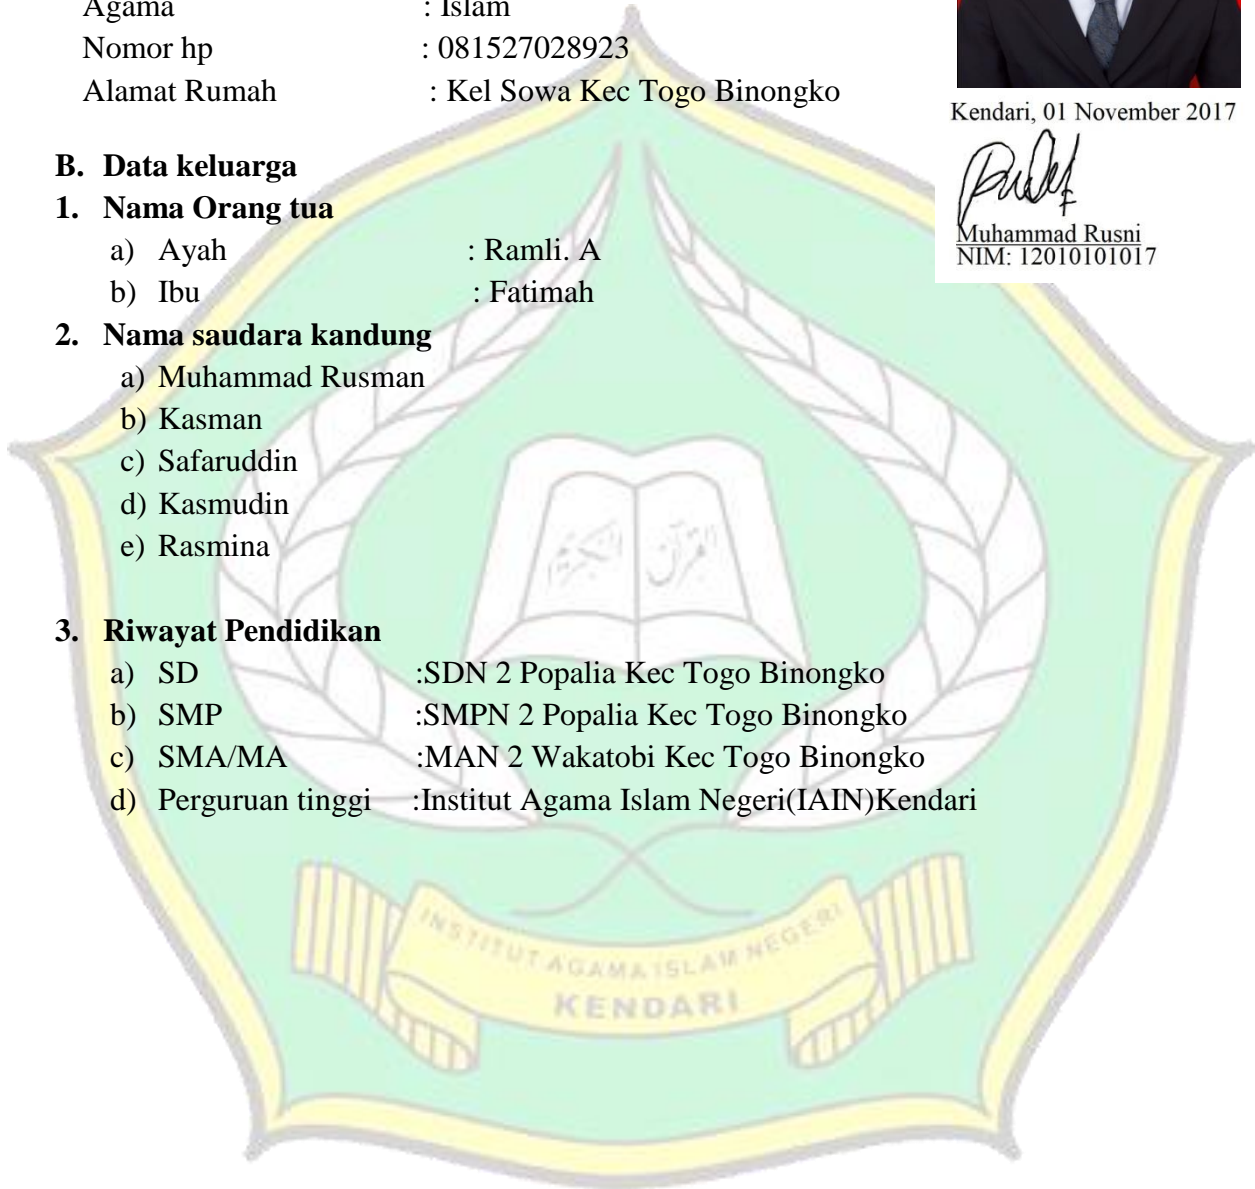 Agama : Islam
Nomor hp : 081527028923
Alamat Rumah : Kel Sowa Kec Togo Binongko
Kendari, 01 November 2017
Muhammad Rusni
NIM: 12010101017
B. Data keluarga
1. Nama Orang tua
a) Ayah : Ramli. A
b) Ibu : Fatimah
2. Nama saudara kandung
a) Muhammad Rusman
b) Kasman
c) Safaruddin
d) Kasmudin
e) Rasmina
3. Riwayat Pendidikan
a) SD :SDN 2 Popalia Kec Togo Binongko
b) SMP :SMPN 2 Popalia Kec Togo Binongko
c) SMA/MA :MAN 2 Wakatobi Kec Togo Binongko
d) Perguruan tinggi :Institut Agama Islam Negeri(IAIN)Kendari
INSTITUT AGAMA ISLAM NEGERI
KENDARI